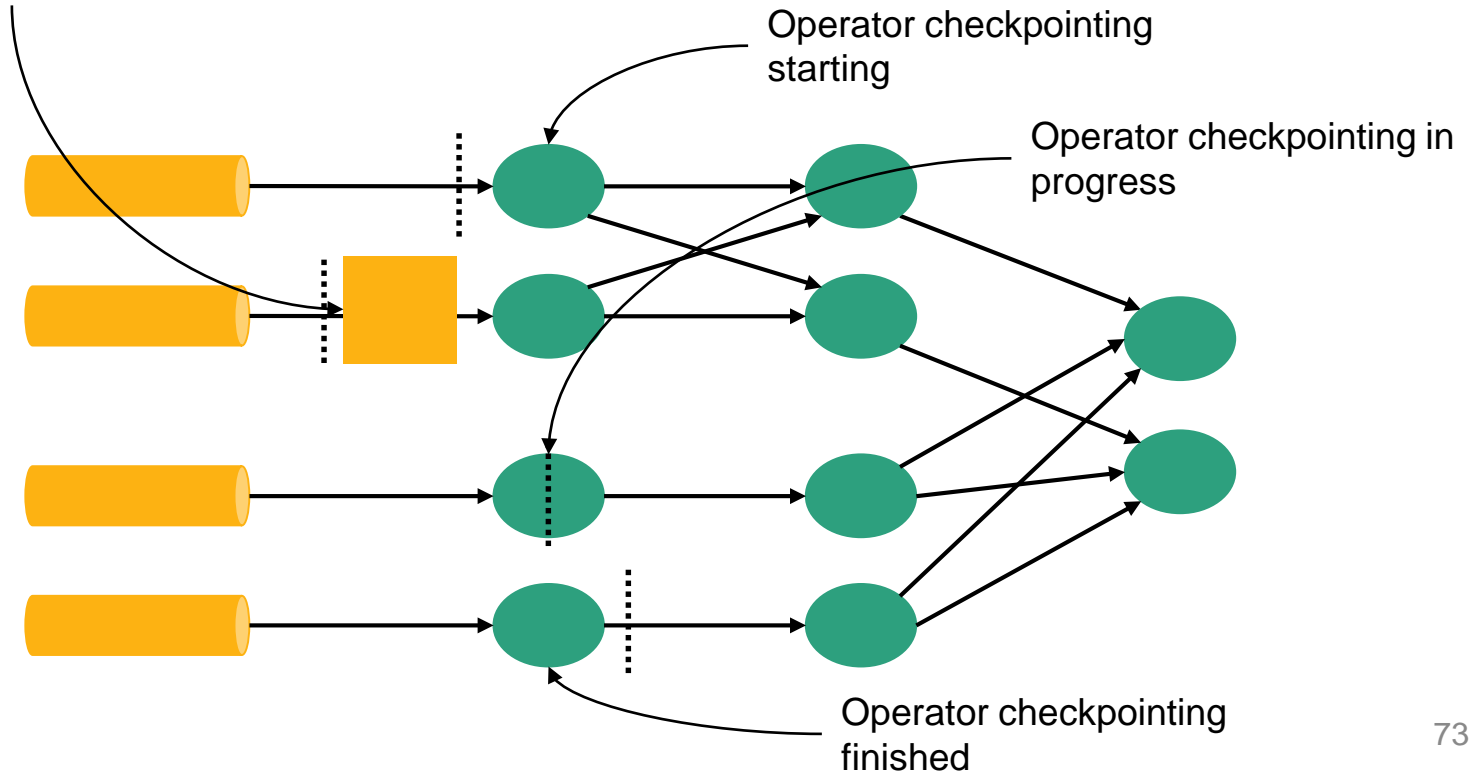 Operator checkpointing
starting
Operator checkpointing in
progress
Operator checkpointing
finished
73